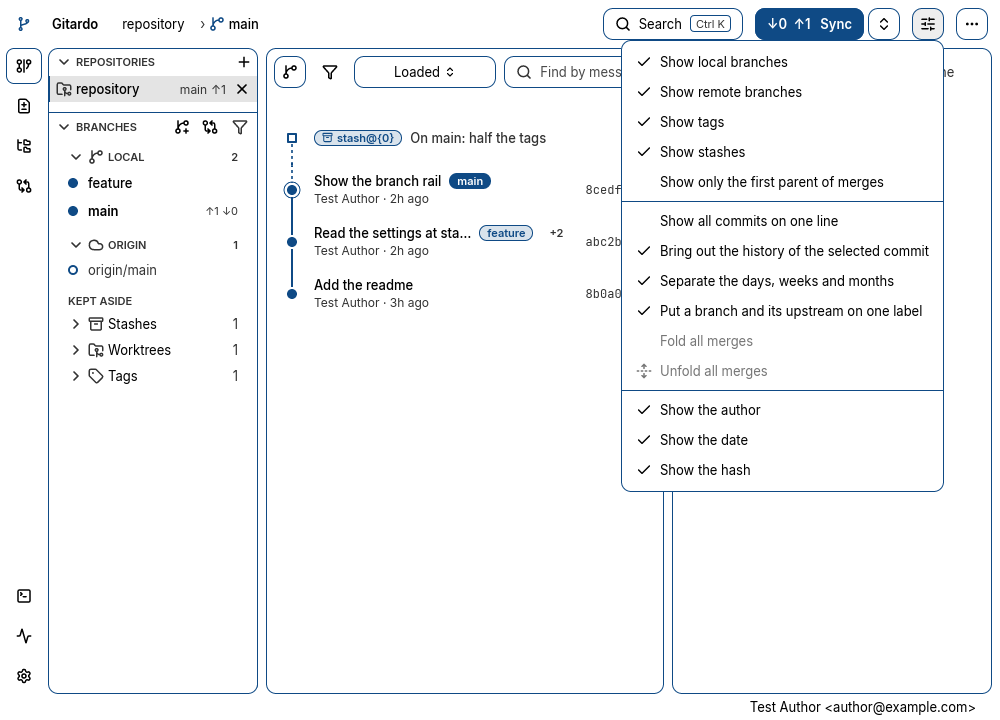 Gitardo repository › main Search Ctrl K ↓0 ↑1 Sync
REPOSITORIES
repository main ↑1
BRANCHES
LOCAL 2
feature
main ↑1 ↓0
ORIGIN 1
origin/main
KEPT ASIDE
Stashes 1
Worktrees 1
Tags 1
Loaded Find by mess
stash@{0} On main: half the tags
Show the branch rail main
Test Author · 2h ago 8cedf
Read the settings at sta... feature +2
Test Author · 2h ago abc2b
Add the readme
Test Author · 3h ago 8b0a0
Show local branches
Show remote branches
Show tags
Show stashes
Show only the first parent of merges
Show all commits on one line
Bring out the history of the selected commit
Separate the days, weeks and months
Put a branch and its upstream on one label
Fold all merges
Unfold all merges
Show the author
Show the date
Show the hash
Test Author <author@example.com>